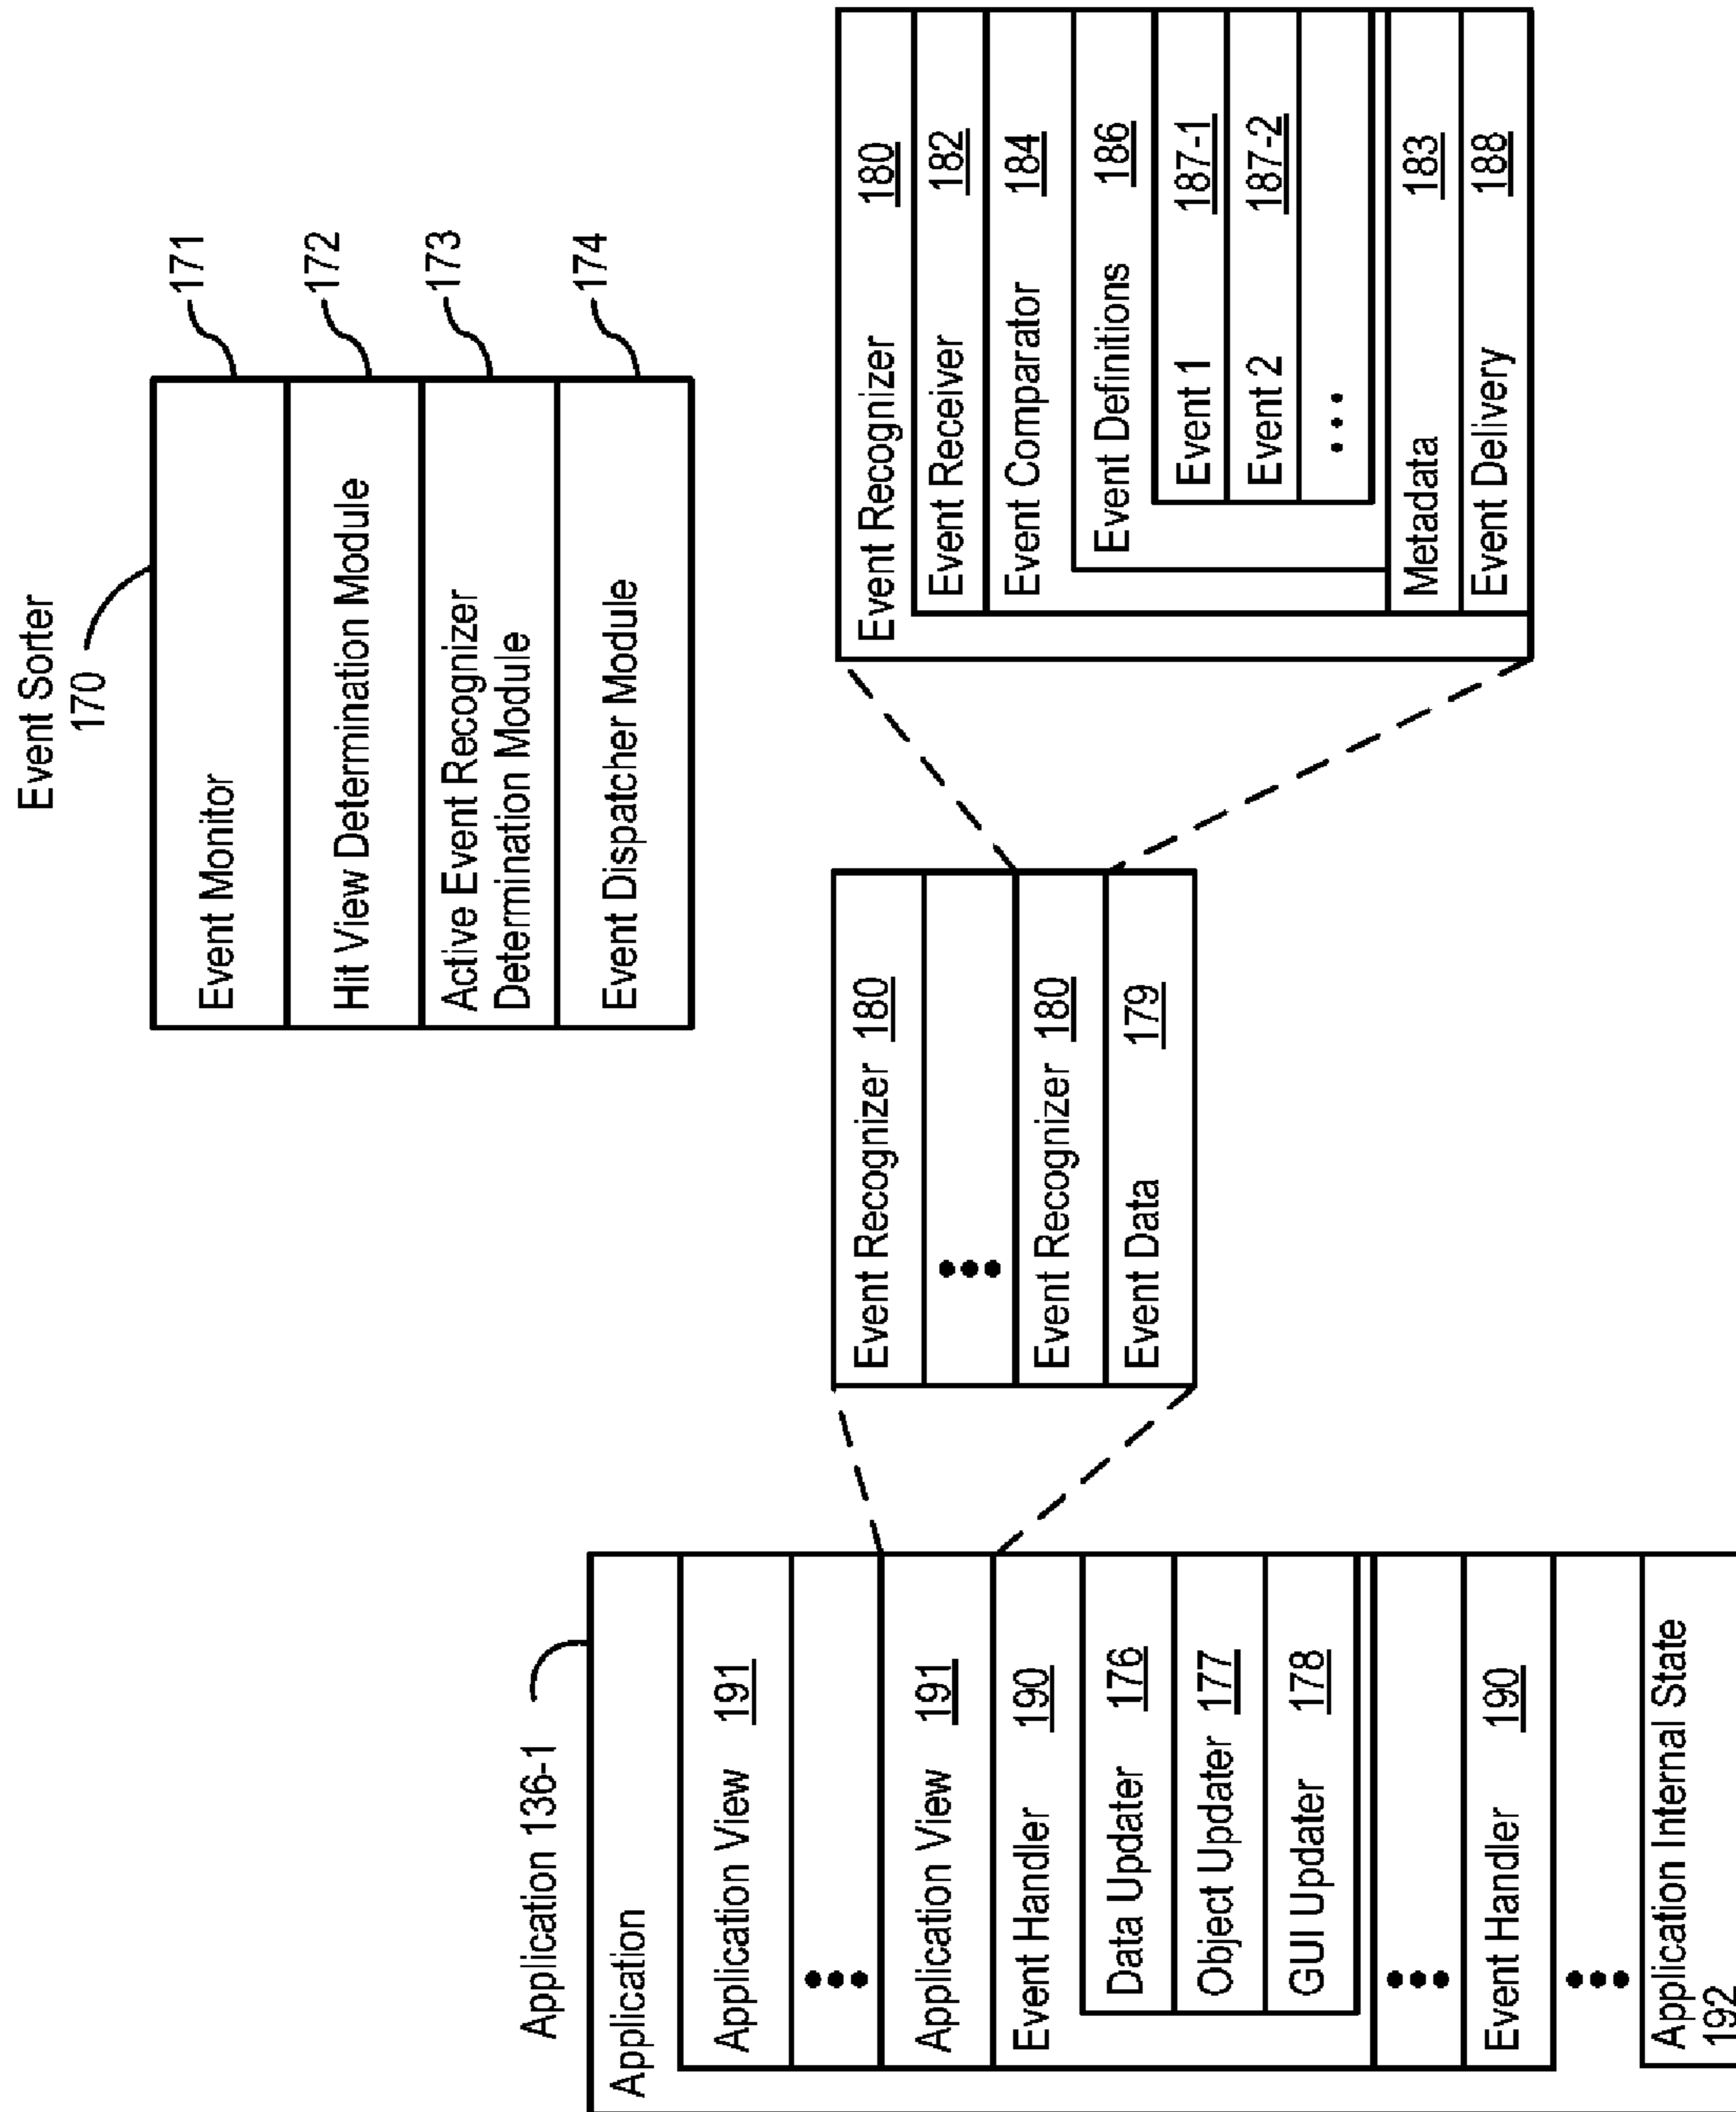 Event Sorter
170
Event Monitor
171
Hit View Determination Module
172
Active Event Recognizer
Determination Module
173
Event Dispatcher Module
174
Application 136-1
Application
Application View 191
•••
Application View 191
Event Handler 190
Data Updater 176
Object Updater 177
GUI Updater 178
•••
Event Handler 190
•••
Application Internal State
192
Event Recognizer 180
•••
Event Recognizer 180
Event Data 179
Event Recognizer 180
Event Receiver 182
Event Comparator 184
Event Definitions 186
Event 1 187-1
Event 2 187-2
•••
Metadata 183
Event Delivery 188